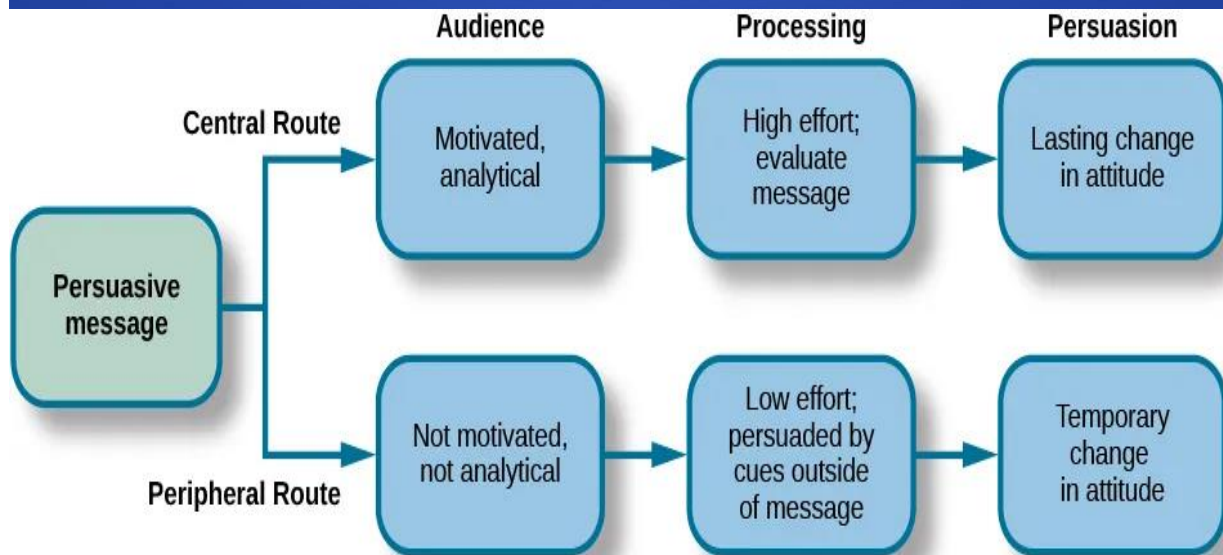 Audience
Processing
Persuasion
Central Route
Motivated,
analytical
High effort;
evaluate
message
Lasting change
in attitude
Persuasive
message
Peripheral Route
Not motivated,
not analytical
Low effort;
persuaded by
cues outside
of message
Temporary
change
in attitude